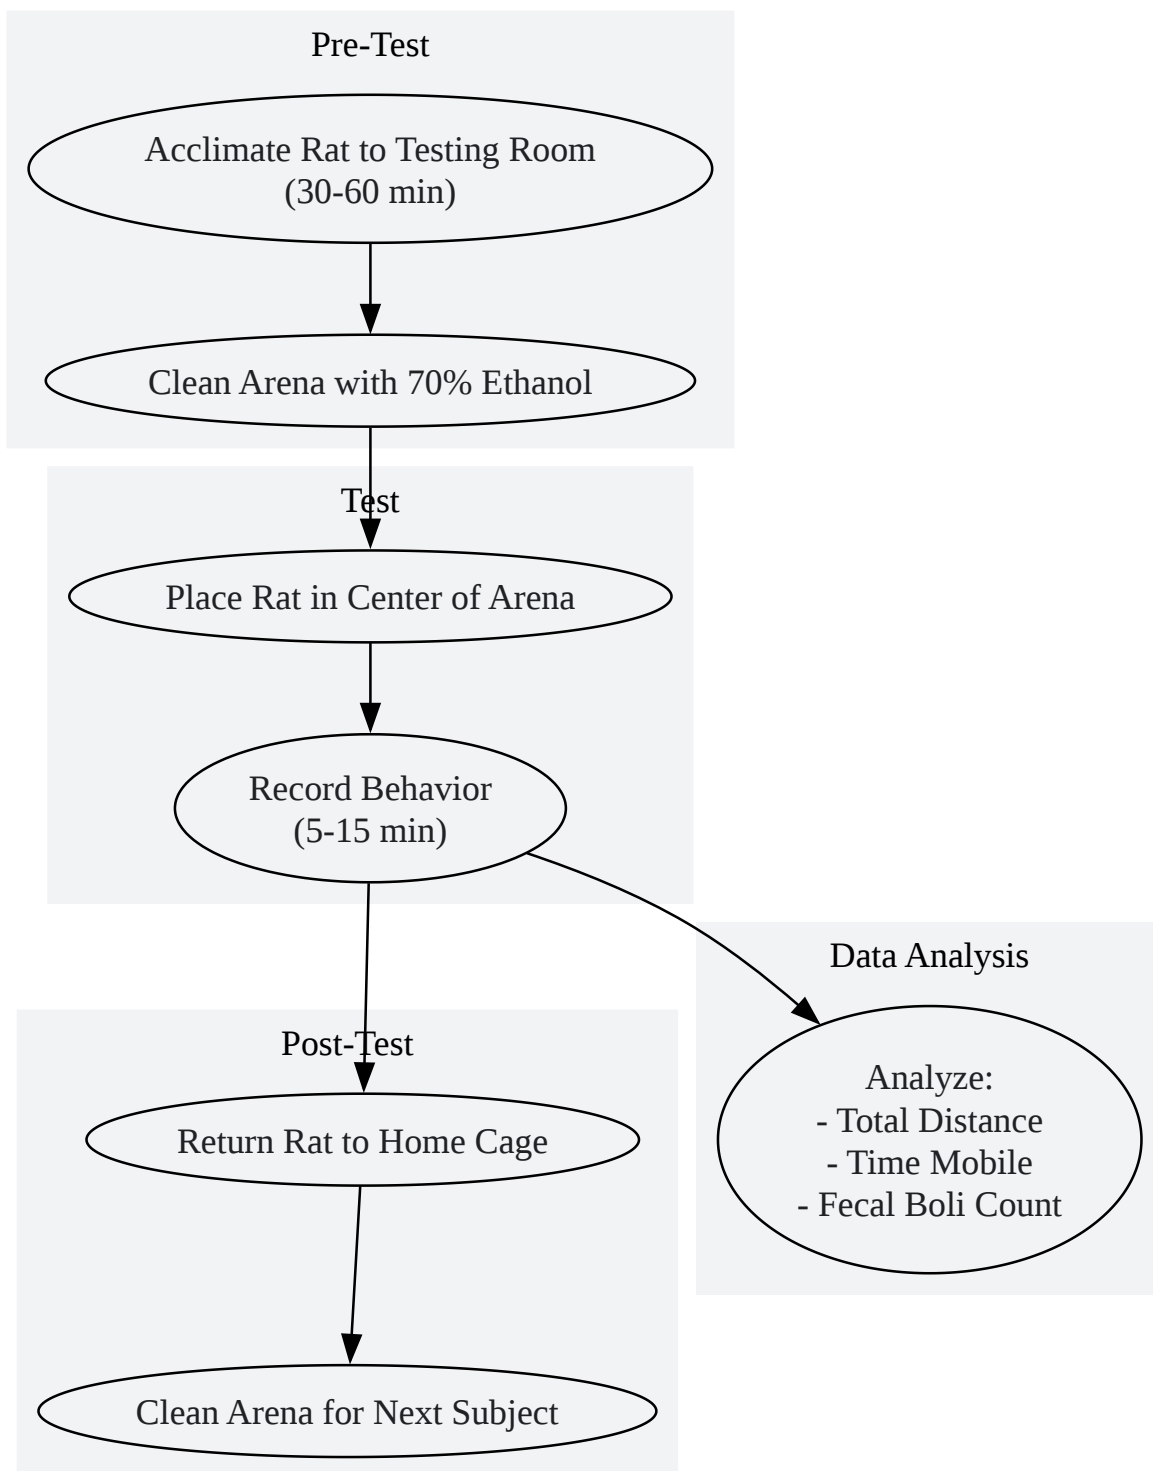 Pre-Test
Acclimate Rat to Testing Room
(30-60 min)
Clean Arena with 70% Ethanol
Test
Place Rat in Center of Arena
Record Behavior
(5-15 min)
Data Analysis
Analyze:
- Total Distance
- Time Mobile
- Fecal Boli Count
Post-Test
Return Rat to Home Cage
Clean Arena for Next Subject